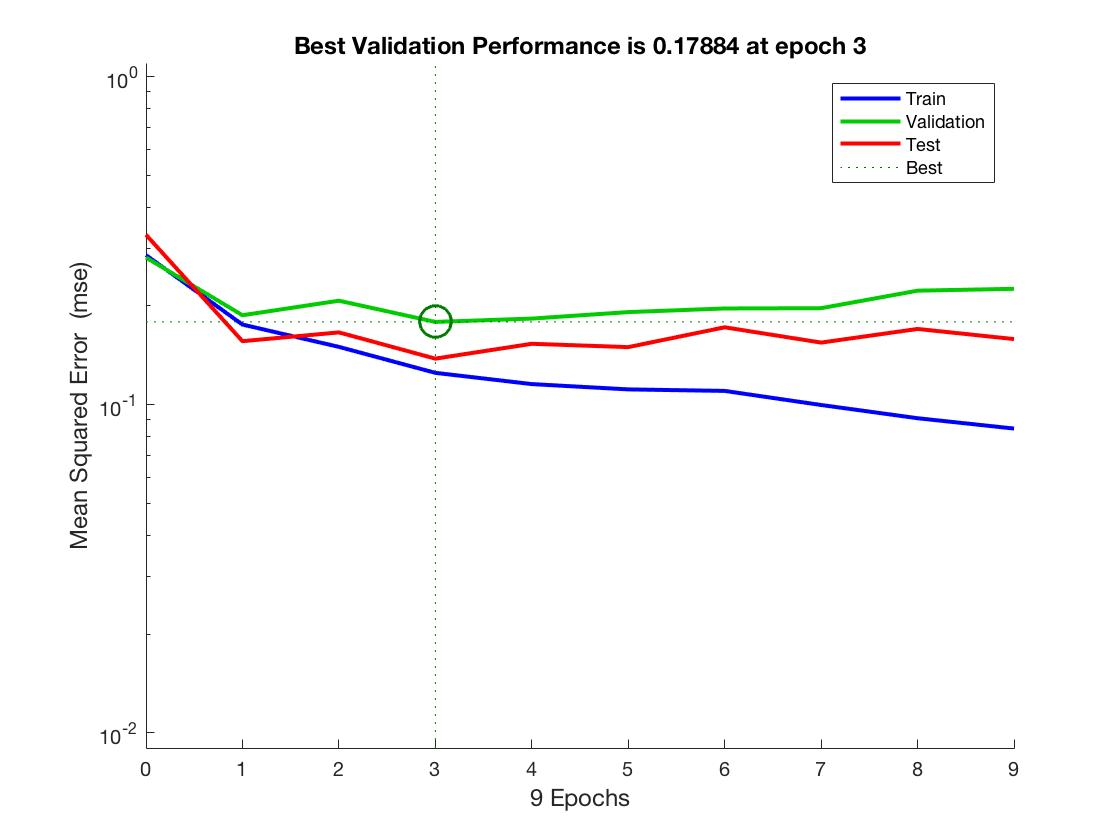 Best Validation Performance is 0.17884 at epoch 3
Train
Validation
Test
Best
Mean Squared Error (mse)
10^0
10^-1
10^-2
0 1 2 3 4 5 6 7 8 9
9 Epochs